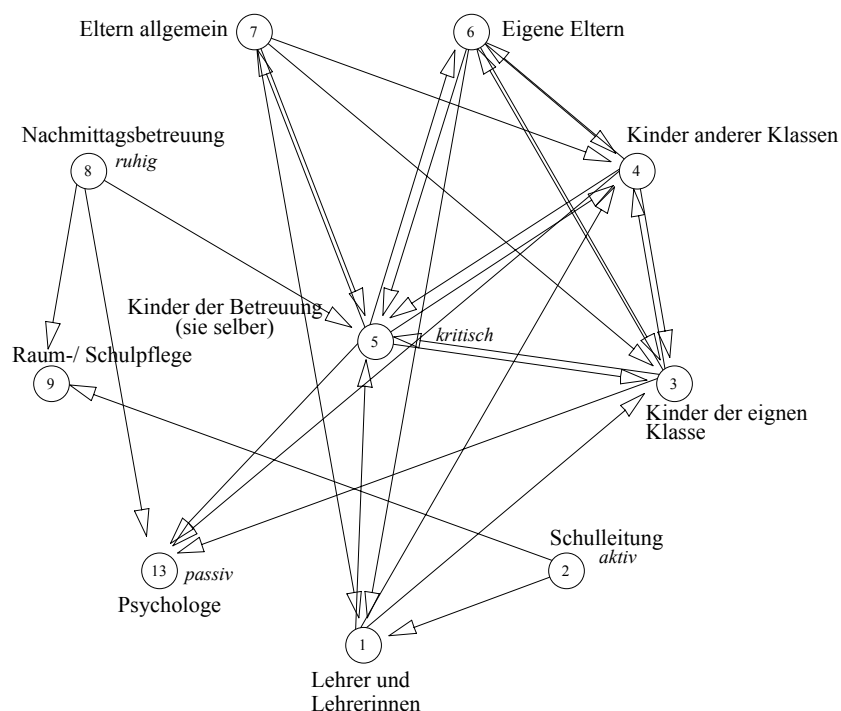 Eltern allgemein
7
6
Eigene Eltern
Nachmittagsbetreuung
ruhig
8
Kinder anderer Klassen
4
Kinder der Betreuung
(sie selber)
kritisch
5
Raum-/ Schulpflege
9
3
Kinder der eignen
Klasse
Schulleitung
aktiv
2
13
passiv
Psychologe
1
Lehrer und
Lehrerinnen